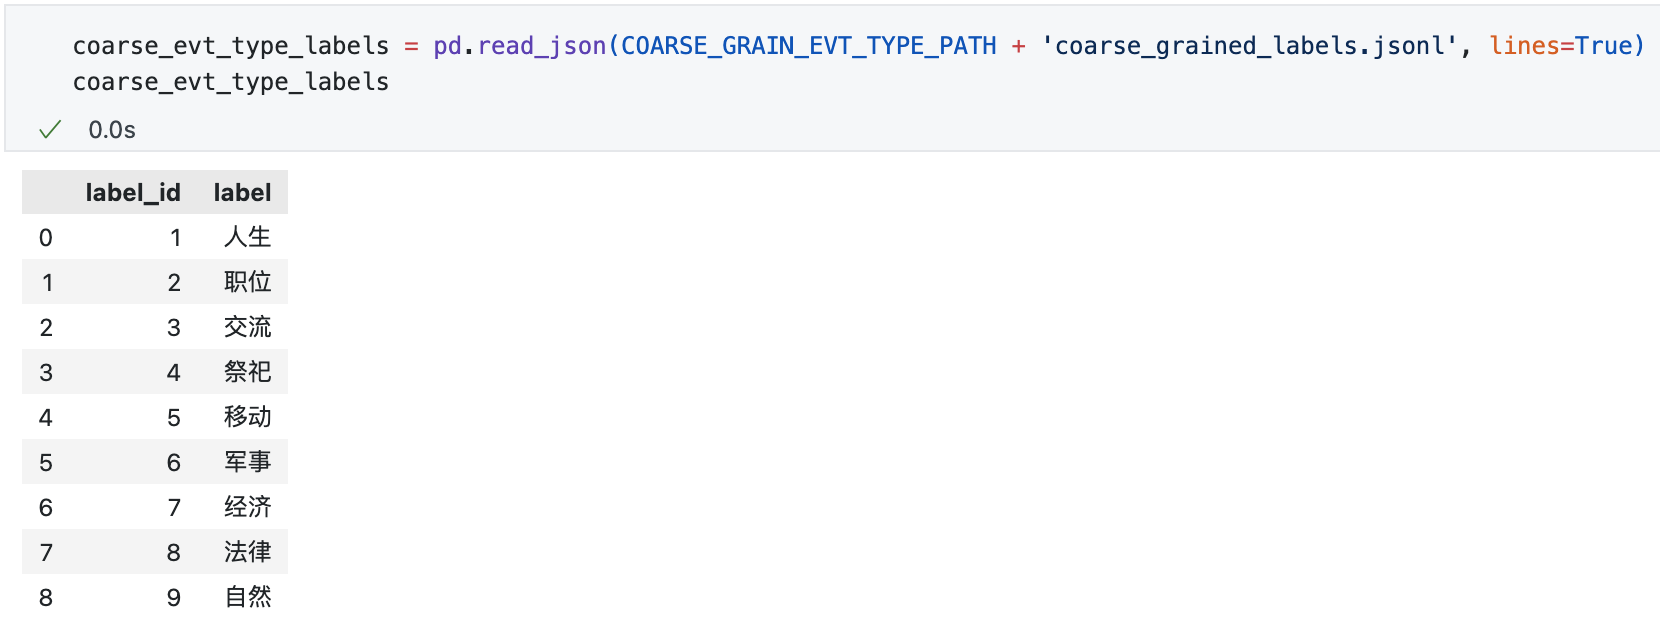 coarse_evt_type_labels = pd.read_json(COARSE_GRAIN_EVT_TYPE_PATH + 'coarse_grained_labels.jsonl', lines=True)
coarse_evt_type_labels
✓ 0.0s
label_id label
0 1 人生
1 2 职位
2 3 交流
3 4 祭祀
4 5 移动
5 6 军事
6 7 经济
7 8 法律
8 9 自然